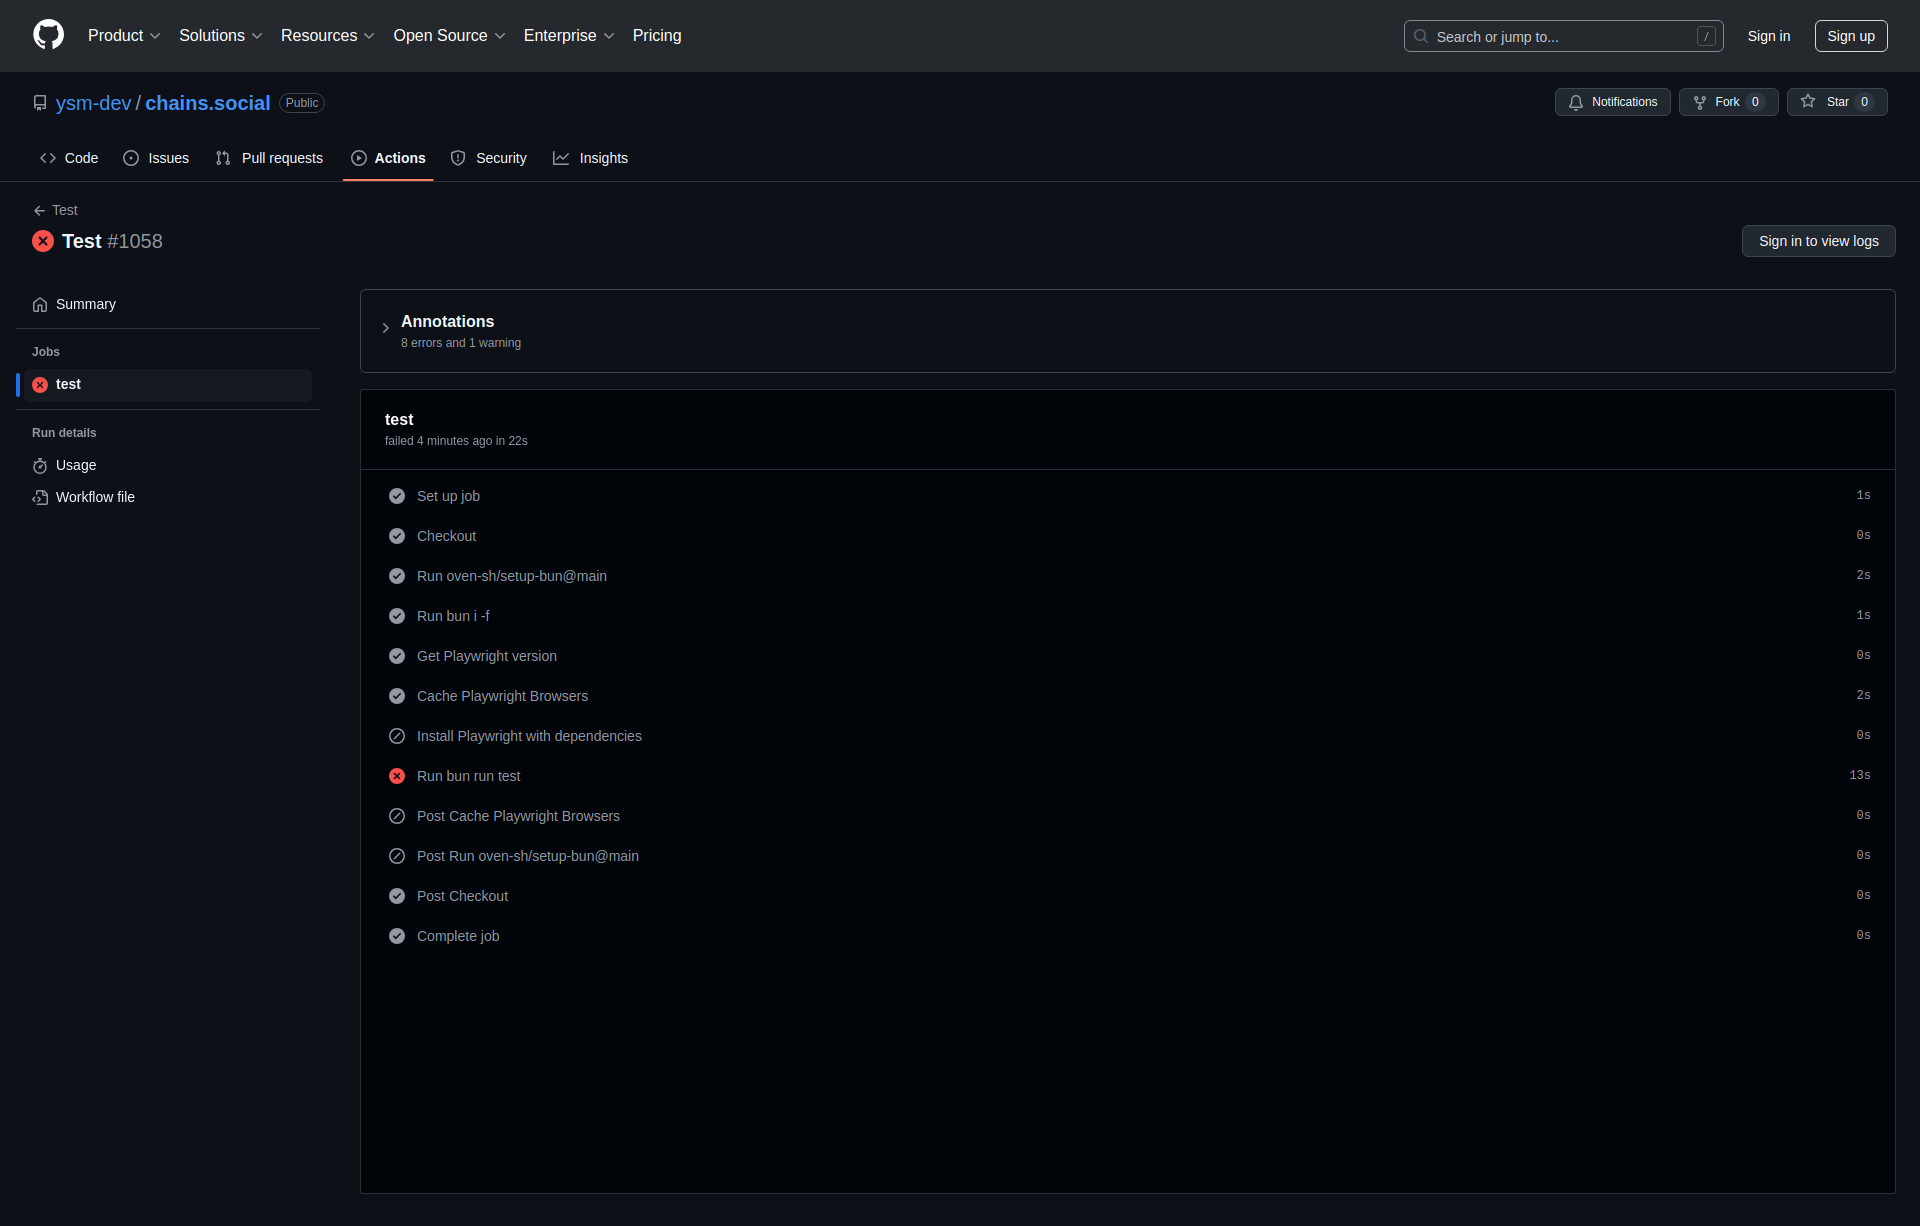 Product Solutions Resources Open Source Enterprise Pricing Search or jump to... / Sign in Sign up
ysm-dev / chains.social Public Notifications Fork 0 Star 0
Code Issues Pull requests Actions Security Insights
Test
Test #1058 Sign in to view logs
Summary
Jobs
test
Run details
Usage
Workflow file
Annotations
8 errors and 1 warning
test
failed 4 minutes ago in 22s
Set up job 1s
Checkout 0s
Run oven-sh/setup-bun@main 2s
Run bun i -f 1s
Get Playwright version 0s
Cache Playwright Browsers 2s
Install Playwright with dependencies 0s
Run bun run test 13s
Post Cache Playwright Browsers 0s
Post Run oven-sh/setup-bun@main 0s
Post Checkout 0s
Complete job 0s